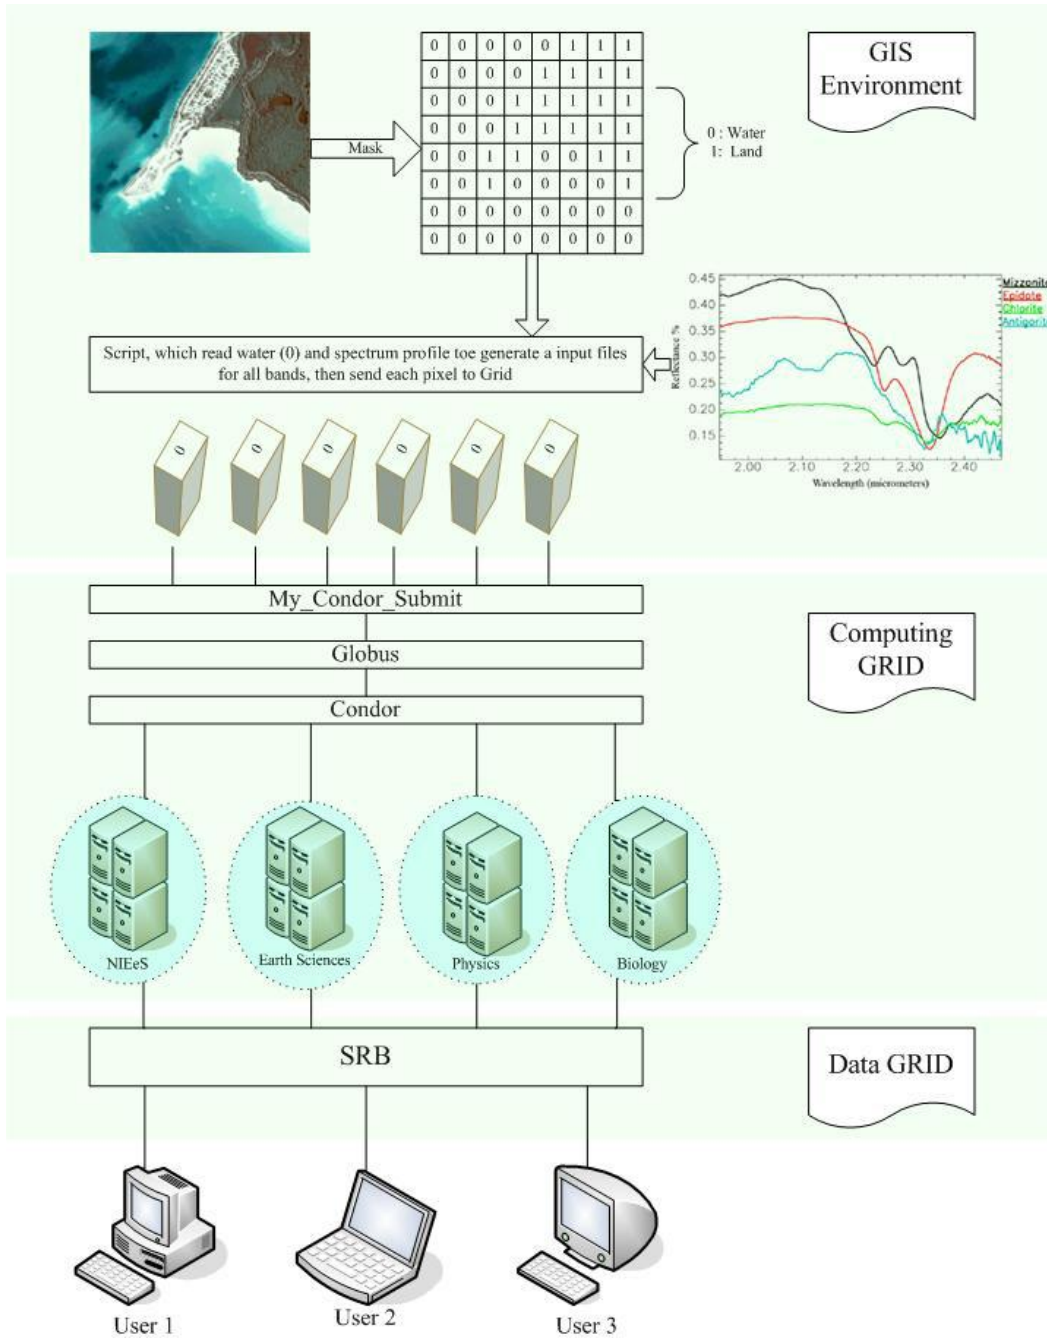 GIS
Environment
0 0 0 0 0 1 1 1
0 0 0 0 1 1 1 1
0 0 0 1 1 1 1 1
0 0 0 1 1 1 1 1
0 0 1 1 0 0 1 1
0 0 1 0 0 0 0 1
0 0 0 0 0 0 0 0
0 0 0 0 0 0 0 0
Mask
0 : Water
1: Land
Script, which read water (0) and spectrum profile toe generate a input files
for all bands, then send each pixel to Grid
0.45
0.40
0.35
0.30
0.25
0.20
0.15
Reflectance %
Mizzonite
Epidote
Chlorite
Antigorite
2.00 2.10 2.20 2.30 2.40
Wavelength (micrometers)
0 0 0 0 0 0
My_Condor_Submit
Globus
Condor
Computing
GRID
NIEeS
Earth Sciences
Physics
Biology
SRB
Data GRID
User 1
User 2
User 3